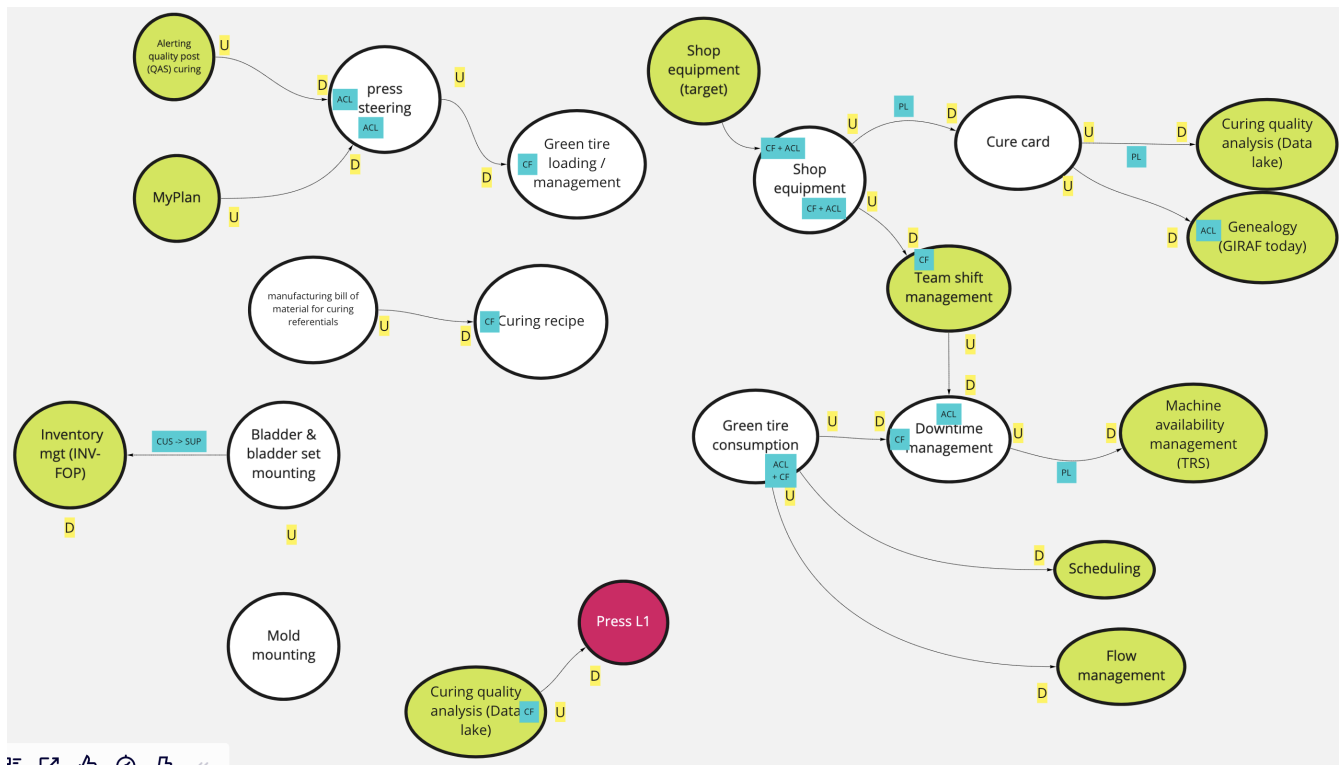 Alerting
quality post
(QAS) curing
U
D
ACL
press
steering
ACL
U
D
MyPlan
U
D
CF
Green tire
loading /
management
manufacturing bill of
material for curing
referentials
U
D
CF
Curing recipe
Inventory
mgt (INV-
FOP)
D
CUS -> SUP
Bladder &
bladder set
mounting
U
Mold
mounting
Press L1
D
Curing quality
analysis (Data
lake)
CF
U
Shop
equipment
(target)
CF + ACL
Shop
equipment
CF + ACL
U
PL
D
Cure card
U
PL
D
Curing quality
analysis (Data
lake)
U
D
ACL
Genealogy
(GIRAF today)
U
D
CF
Team shift
management
U
D
Green tire
consumption
ACL
+ CF
U
U
D
ACL
CF
Downtime
management
U
PL
D
Machine
availability
management
(TRS)
D
Scheduling
D
Flow
management